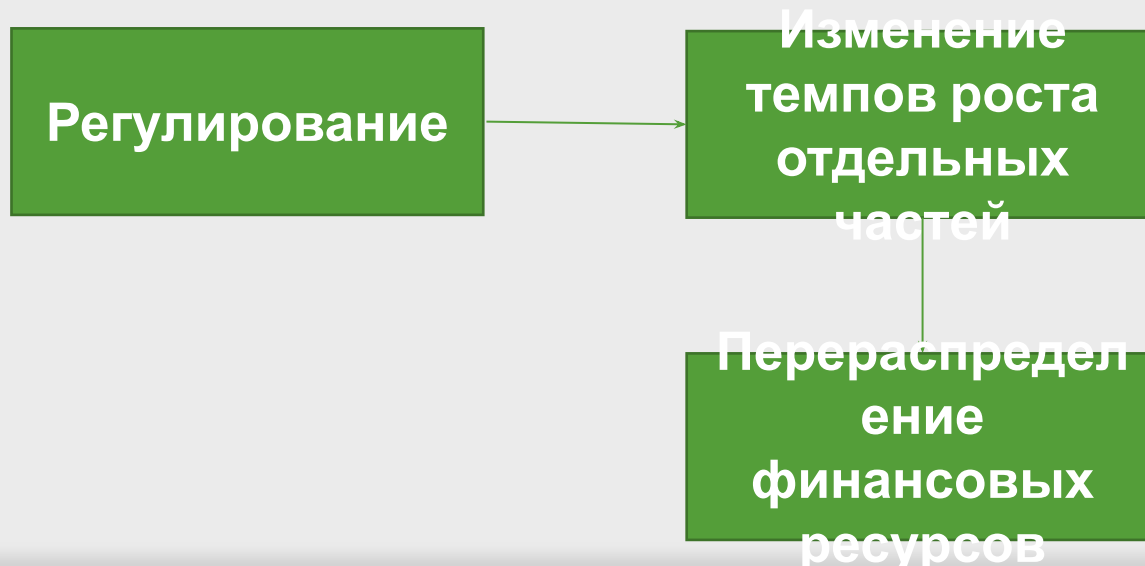 Регулирование
Изменение
темпов роста
отдельных
частей
Перераспредел
ение
финансовых
ресурсов